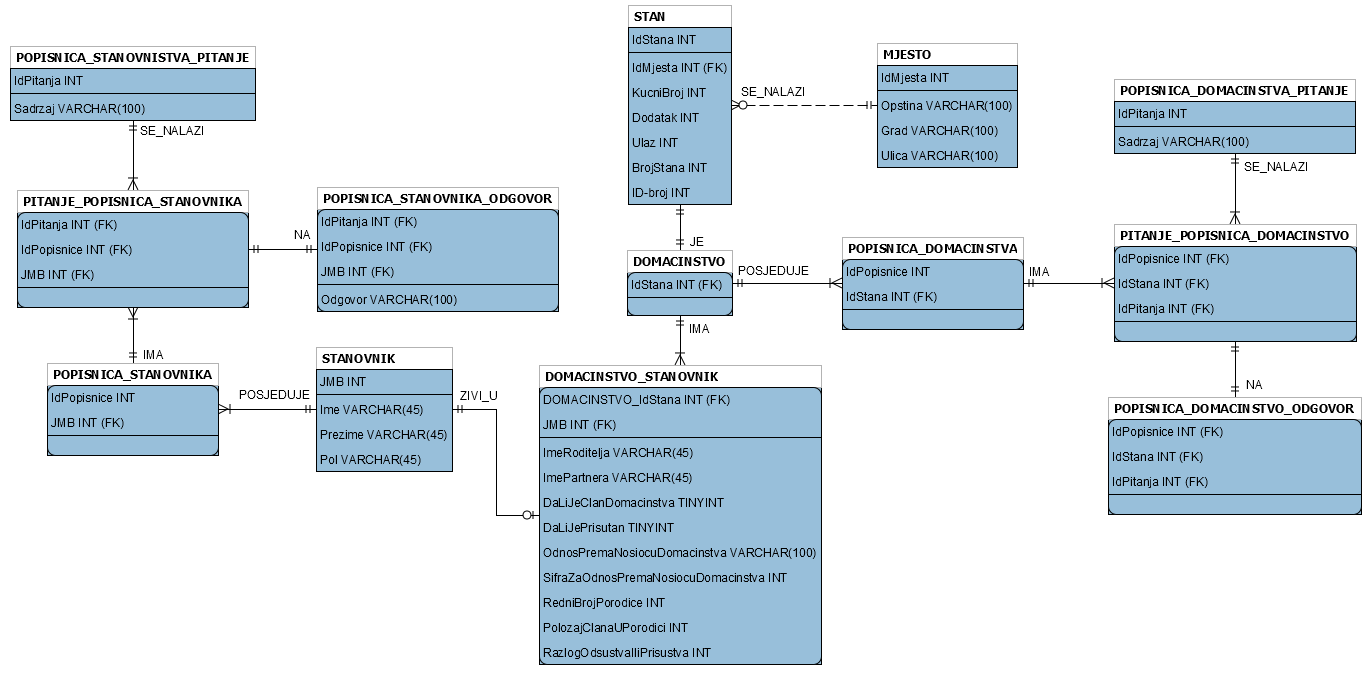 POPISNICA_STANOVNISTVA_PITANJE
IdPitanja INT
Sadrzaj VARCHAR(100)
SE_NALAZI
PITANJE_POPISNICA_STANOVNIKA
IdPitanja INT (FK)
IdPopisnice INT (FK)
JMB INT (FK)
NA
POPISNICA_STANOVNIKA_ODGOVOR
IdPitanja INT (FK)
IdPopisnice INT (FK)
JMB INT (FK)
Odgovor VARCHAR(100)
IMA
POPISNICA_STANOVNIKA
IdPopisnice INT
JMB INT (FK)
POSJEDUJE
STANOVNIK
JMB INT
Ime VARCHAR(45)
Prezime VARCHAR(45)
Pol VARCHAR(45)
ZIVI_U
STAN
IdStana INT
IdMjesta INT (FK)
KucniBroj INT
Dodatak INT
Ulaz INT
BrojStana INT
ID-broj INT
SE_NALAZI
MJESTO
IdMjesta INT
Opstina VARCHAR(100)
Grad VARCHAR(100)
Ulica VARCHAR(100)
JE
DOMACINSTVO
IdStana INT (FK)
POSJEDUJE
IMA
DOMACINSTVO_STANOVNIK
DOMACINSTVO_IdStana INT (FK)
JMB INT (FK)
ImeRoditelja VARCHAR(45)
ImePartnera VARCHAR(45)
DaLiJeClanDomacinstva TINYINT
DaLiJePrisutan TINYINT
OdnosPremaNosiocuDomacinstva VARCHAR(100)
SifraZaOdnosPremaNosiocuDomacinstva INT
RedniBrojPorodice INT
PolozajClanaUPorodici INT
RazlogOdsustvaIliPrisustva INT
POPISNICA_DOMACINSTVA
IdPopisnice INT
IdStana INT (FK)
IMA
POPISNICA_DOMACINSTVA_PITANJE
IdPitanja INT
Sadrzaj VARCHAR(100)
SE_NALAZI
PITANJE_POPISNICA_DOMACINSTVO
IdPopisnice INT (FK)
IdStana INT (FK)
IdPitanja INT (FK)
NA
POPISNICA_DOMACINSTVO_ODGOVOR
IdPopisnice INT (FK)
IdStana INT (FK)
IdPitanja INT (FK)